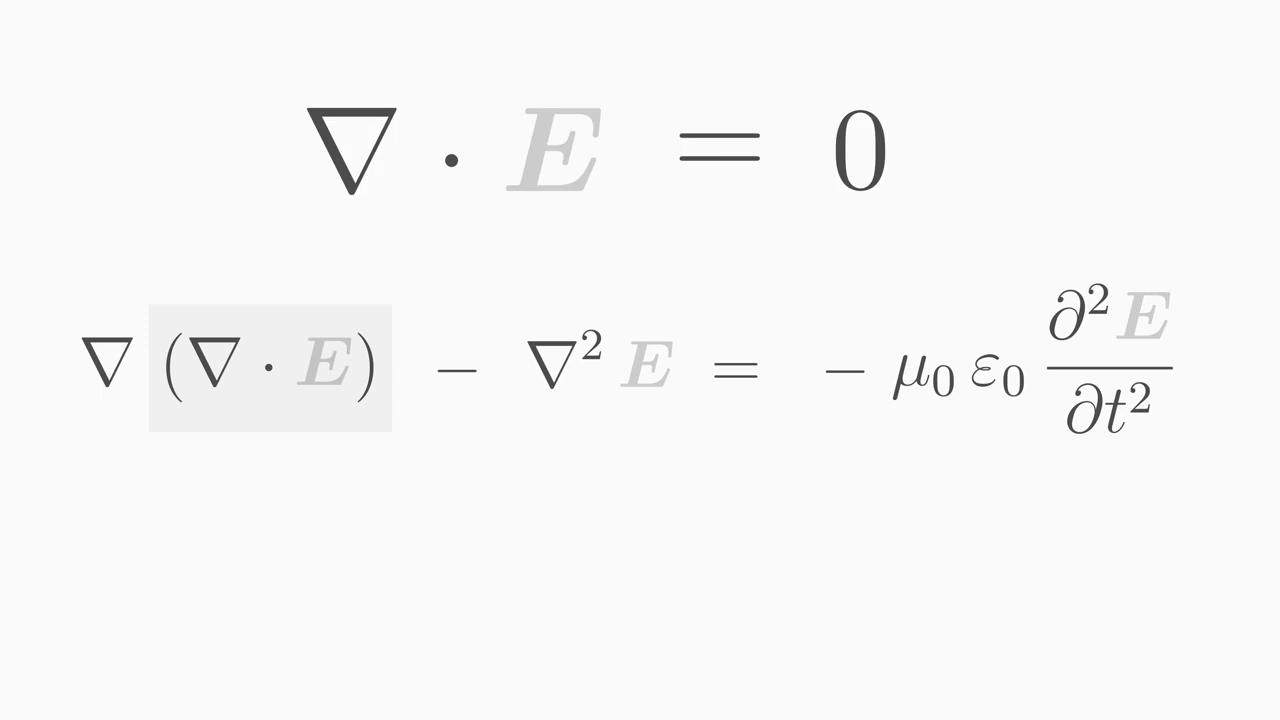 ∇ · E = 0
∇ (∇ · E) − ∇² E = − μ₀ ε₀ ∂²E/∂t²